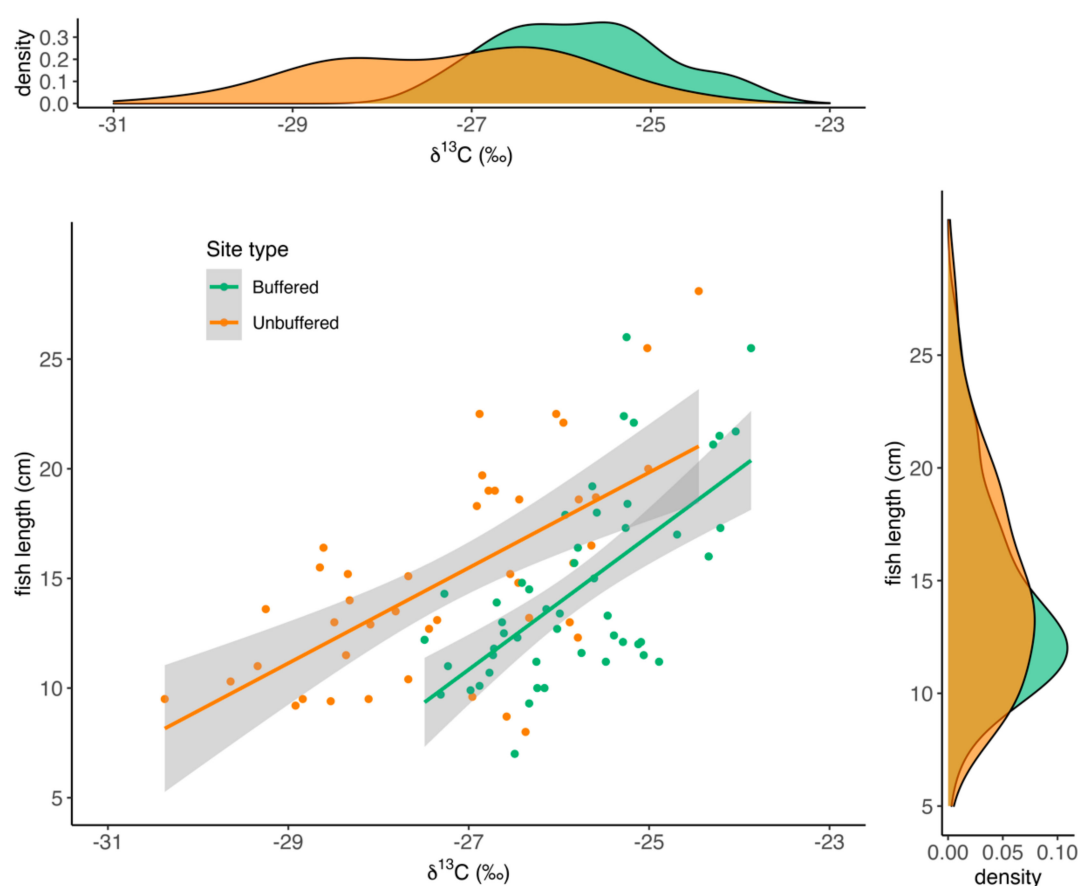 density
0.3
0.2
0.1
0.0
-31 -29 -27 -25 -23
δ13C (‰)
Site type
Buffered
Unbuffered
fish length (cm)
25
20
15
10
5
-31 -29 -27 -25 -23
δ13C (‰)
fish length (cm)
25
20
15
10
5
0.00 0.05 0.10
density